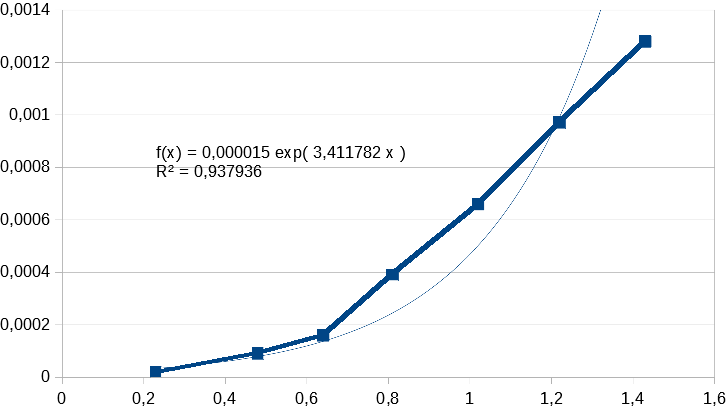 0,0014
0,0012
0,001
0,0008
0,0006
0,0004
0,0002
0
f(x) = 0,000015 exp( 3,411782 x )
R² = 0,937936
0 0,2 0,4 0,6 0,8 1 1,2 1,4 1,6